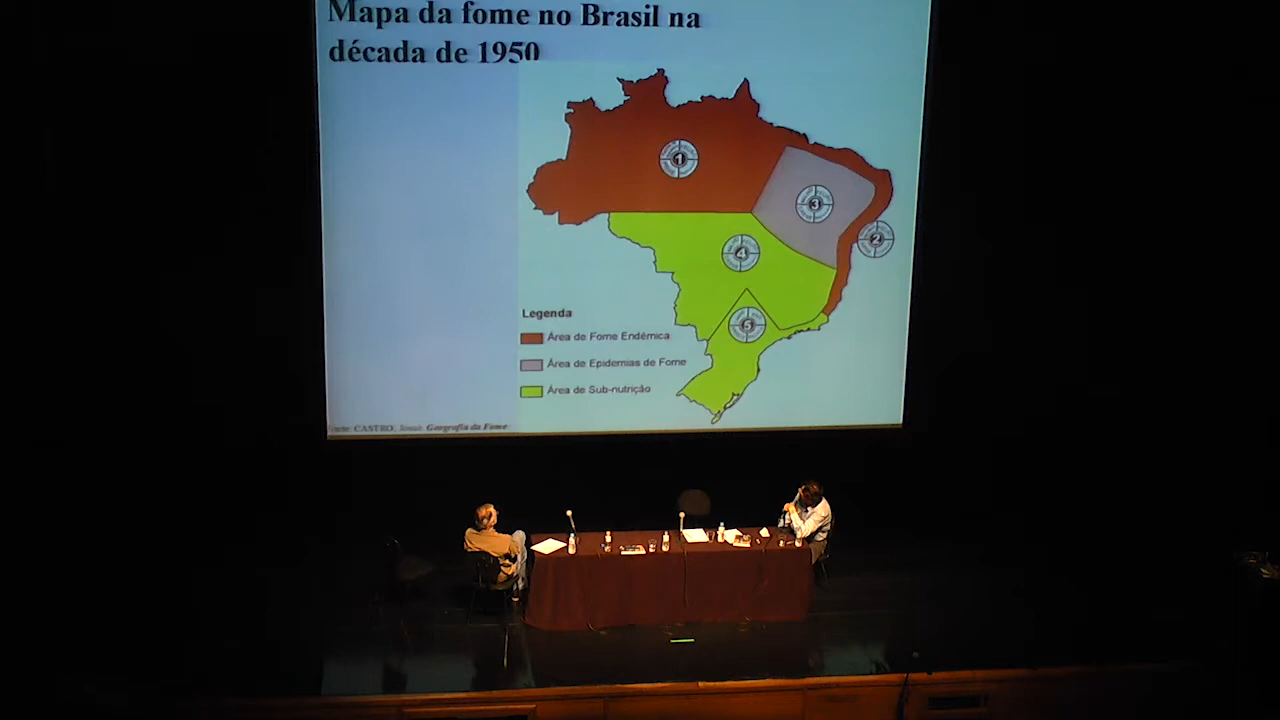 Mapa da fome no Brasil na
década de 1950
1
3
2
4
5
Legenda
Área de Fome Endêmica
Área de Epidemias de Fome
Área de Sub-nutrição
CASTRO, Josué. Geografia da Fome